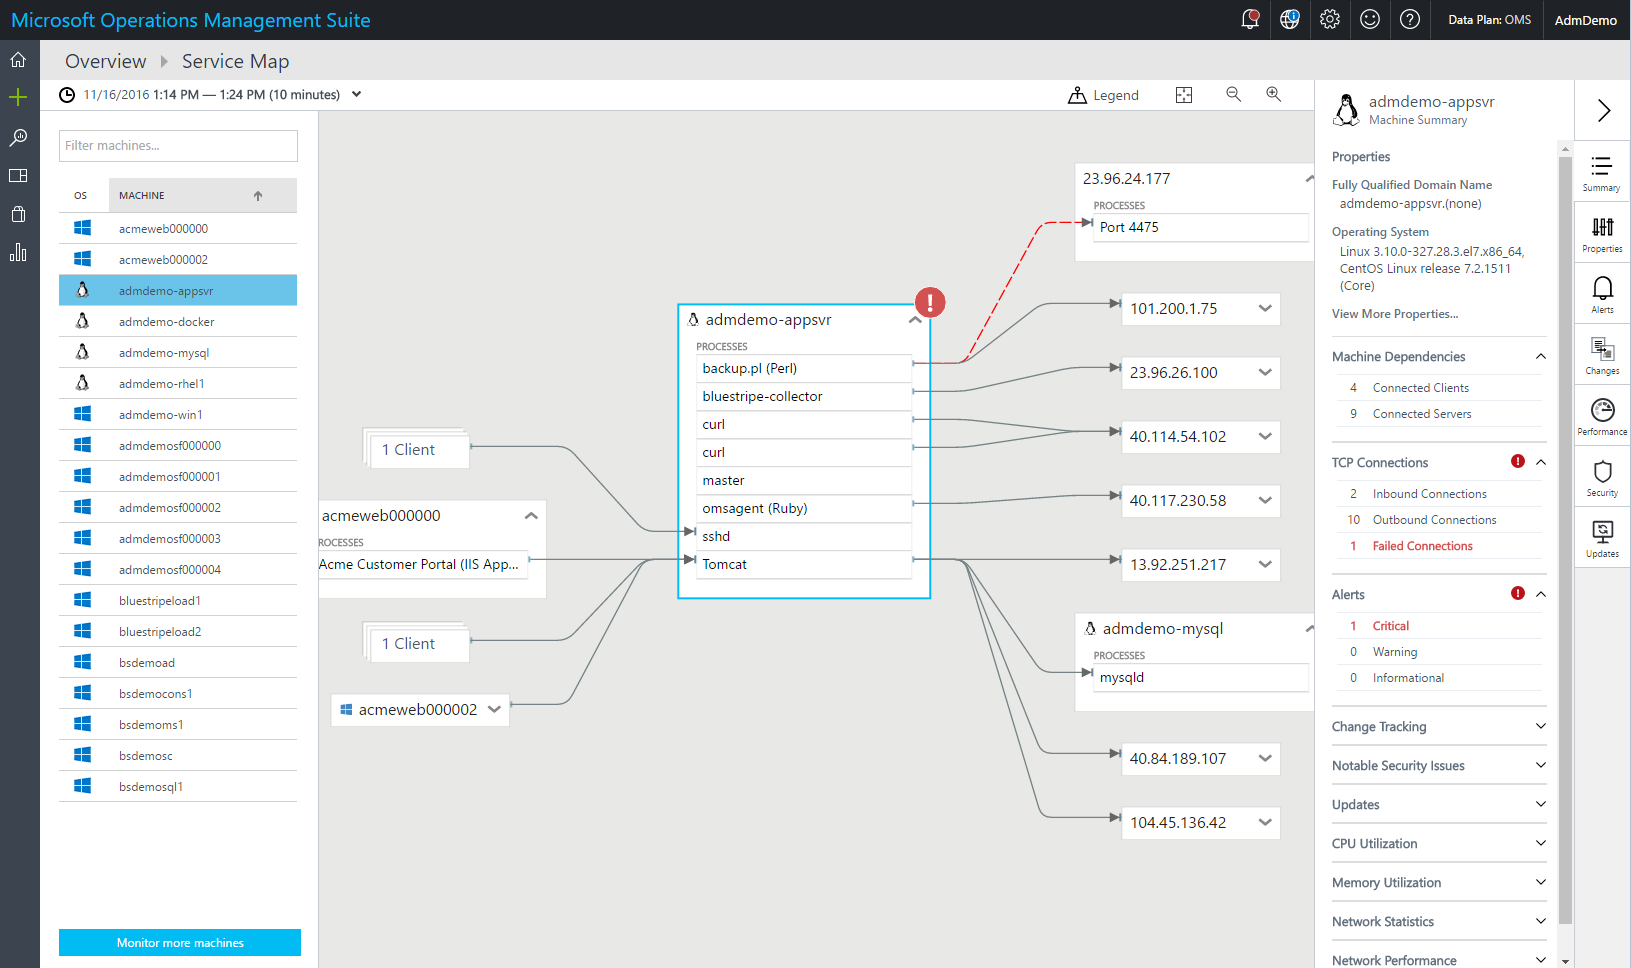 Microsoft Operations Management Suite
Data Plan: OMS
AdmDemo
Overview
Service Map
11/16/2016 1:14 PM — 1:24 PM (10 minutes)
Legend
Filter machines...
OS
MACHINE
acmeweb000000
acmeweb000002
admdemo-appsvr
admdemo-docker
admdemo-mysql
admdemo-rhel1
admdemo-win1
admdemosf000000
admdemosf000001
admdemosf000002
admdemosf000003
admdemosf000004
bluestripeload1
bluestripeload2
bsdemoad
bsdemocons1
bsdemoms1
bsdemosc
bsdemosql1
Monitor more machines
1 Client
acmeweb000000
ROCESSES
Acme Customer Portal (IIS App...
1 Client
acmeweb000002
admdemo-appsvr
!
PROCESSES
backup.pl (Perl)
bluestripe-collector
curl
curl
master
omsagent (Ruby)
sshd
Tomcat
23.96.24.177
PROCESSES
Port 4475
101.200.1.75
23.96.26.100
40.114.54.102
40.117.230.58
13.92.251.217
admdemo-mysql
PROCESSES
mysqld
40.84.189.107
104.45.136.42
admdemo-appsvr
Machine Summary
Properties
Fully Qualified Domain Name
admdemo-appsvr.(none)
Operating System
Linux 3.10.0-327.28.3.el7.x86_64,
CentOS Linux release 7.2.1511
(Core)
View More Properties...
Machine Dependencies
4 Connected Clients
9 Connected Servers
TCP Connections
2 Inbound Connections
10 Outbound Connections
1 Failed Connections
Alerts
1 Critical
0 Warning
0 Informational
Change Tracking
Notable Security Issues
Updates
CPU Utilization
Memory Utilization
Network Statistics
Network Performance
Summary
Properties
Alerts
Changes
Performance
Security
Updates